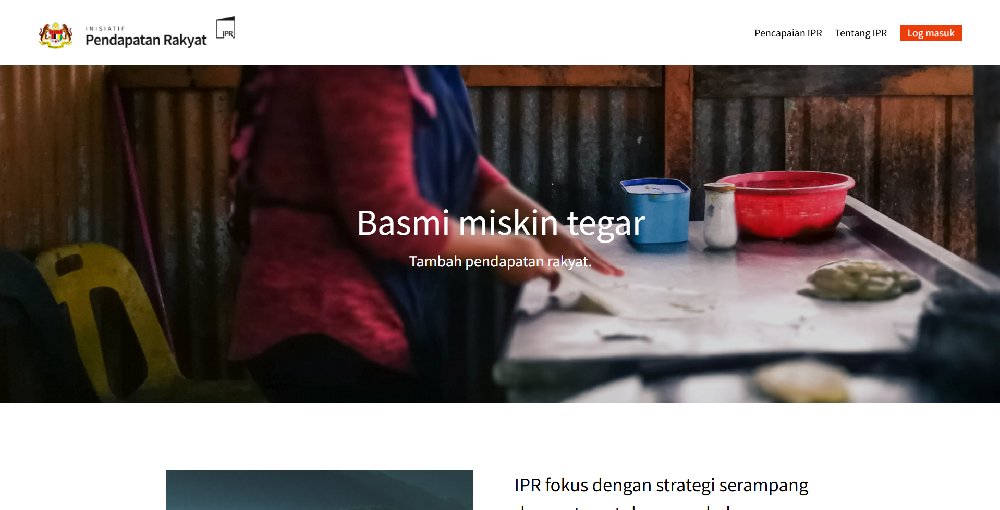 INISIATIF
Pendapatan Rakyat
IPR
Pencapaian IPR
Tentang IPR
Log masuk
Basmi miskin tegar
Tambah pendapatan rakyat.
IPR fokus dengan strategi serampang